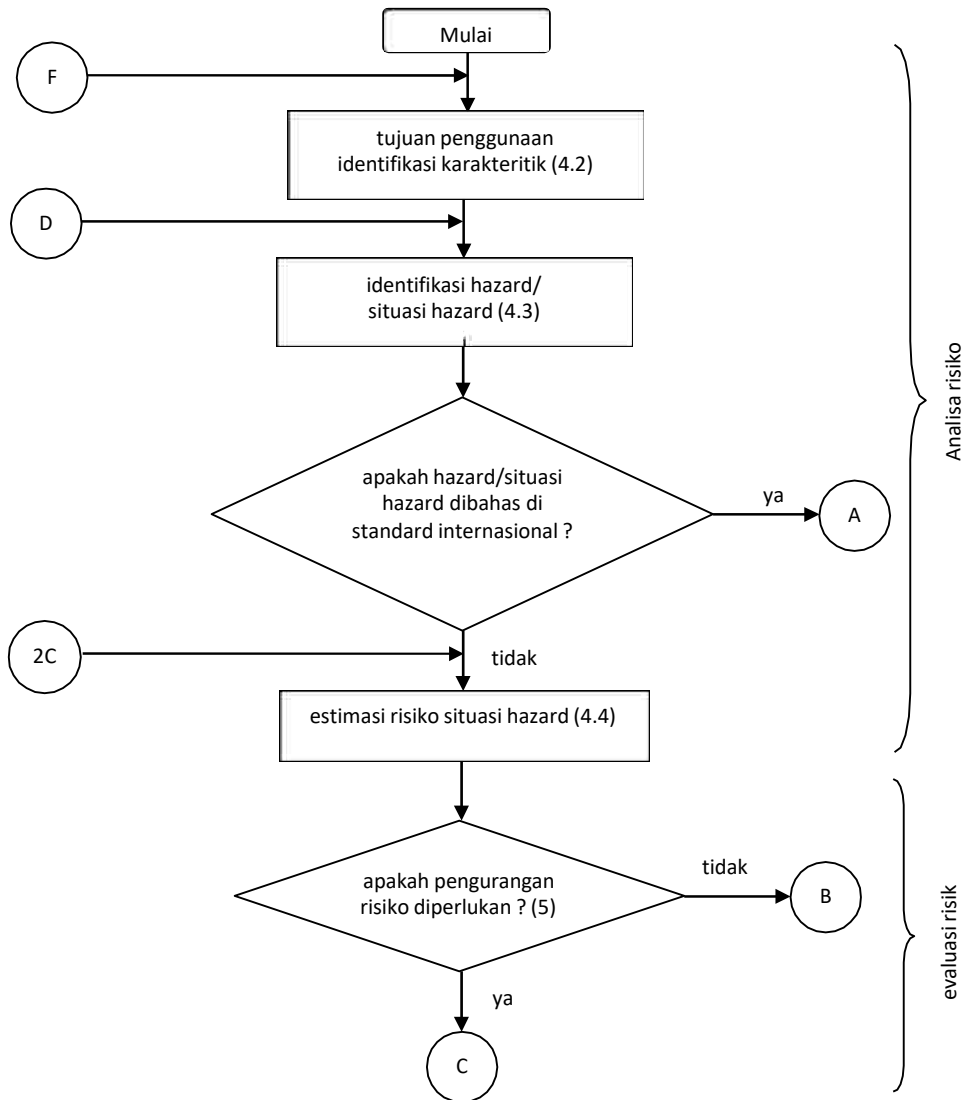 Mulai
F
tujuan penggunaan
identifikasi karakteritik (4.2)
D
identifikasi hazard/
situasi hazard (4.3)
Analisa risiko
apakah hazard/situasi
hazard dibahas di
standard internasional ?
ya
A
2C
tidak
estimasi risiko situasi hazard (4.4)
apakah pengurangan
risiko diperlukan ? (5)
tidak
B
evaluasi risik
ya
C